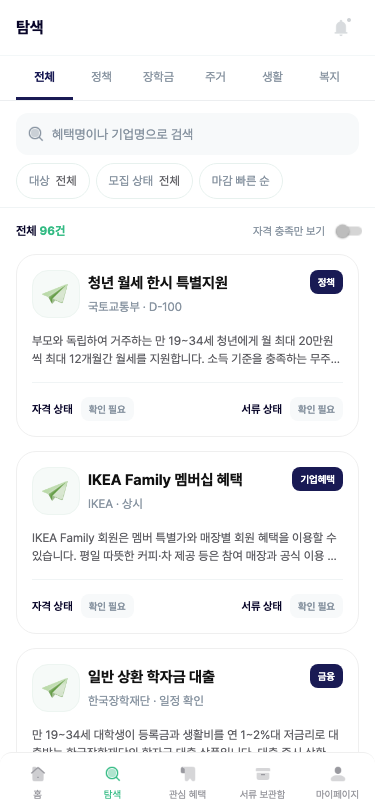 탐색
전체 정책 장학금 주거 생활 복지
혜택명이나 기업명으로 검색
대상 전체 모집 상태 전체 마감 빠른 순
전체 96건 자격 충족만 보기
청년 월세 한시 특별지원 정책
국토교통부 · D-100
부모와 독립하여 거주하는 만 19~34세 청년에게 월 최대 20만원
씩 최대 12개월간 월세를 지원합니다. 소득 기준을 충족하는 무주...
자격 상태 확인 필요 서류 상태 확인 필요
IKEA Family 멤버십 혜택 기업혜택
IKEA · 상시
IKEA Family 회원은 멤버 특별가와 매장별 회원 혜택을 이용할 수
있습니다. 평일 따뜻한 커피·차 제공 등은 참여 매장과 공식 이용 ...
자격 상태 확인 필요 서류 상태 확인 필요
일반 상환 학자금 대출 금융
한국장학재단 · 일정 확인
만 19~34세 대학생이 등록금과 생활비를 연 1~2%대 저금리로 대
홈 탐색 관심 혜택 서류 보관함 마이페이지